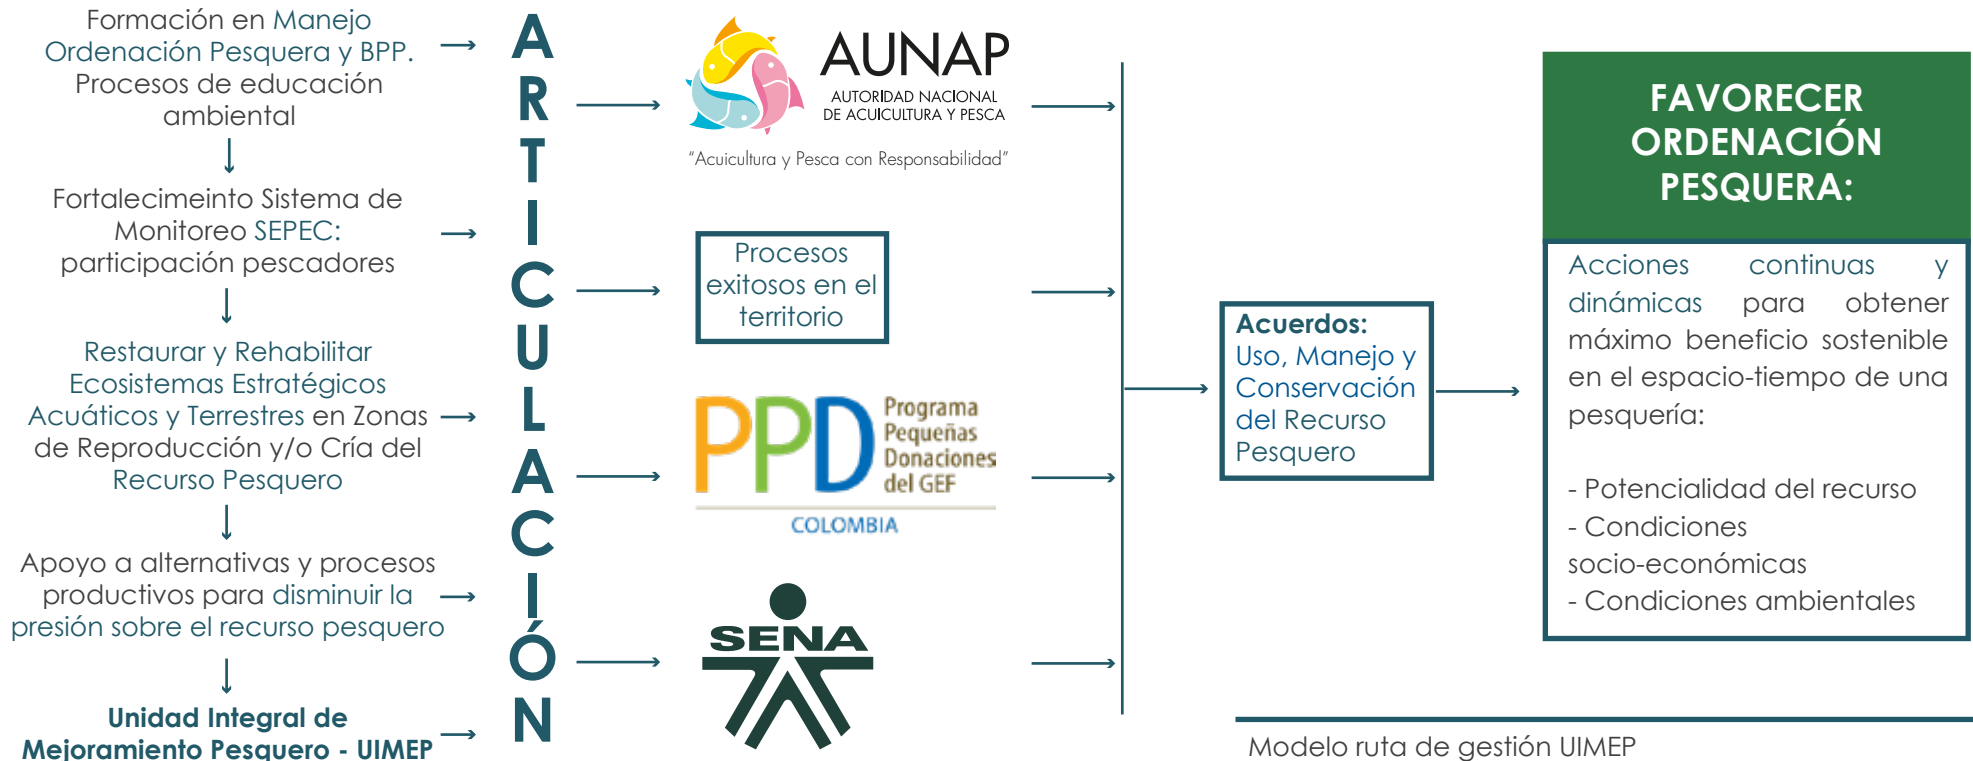 Formación en Manejo
Ordenación Pesquera y BPP.
Procesos de educación
ambiental
Fortalecimeinto Sistema de
Monitoreo SEPEC:
participación pescadores
Restaurar y Rehabilitar
Ecosistemas Estratégicos
Acuáticos y Terrestres en Zonas
de Reproducción y/o Cría del
Recurso Pesquero
Apoyo a alternativas y procesos
productivos para disminuir la
presión sobre el recurso pesquero
Unidad Integral de
Mejoramiento Pesquero - UIMEP
ARTICULACIÓN
AUNAP
AUTORIDAD NACIONAL
DE ACUICULTURA Y PESCA
"Acuicultura y Pesca con Responsabilidad"
Procesos
exitosos en el
territorio
PPD
Programa
Pequeñas
Donaciones
del GEF
COLOMBIA
SENA
Acuerdos:
Uso, Manejo y
Conservación
del Recurso
Pesquero
FAVORECER
ORDENACIÓN
PESQUERA:
Acciones continuas y
dinámicas para obtener
máximo beneficio sostenible
en el espacio-tiempo de una
pesquería:
- Potencialidad del recurso
- Condiciones
socio-económicas
- Condiciones ambientales
Modelo ruta de gestión UIMEP